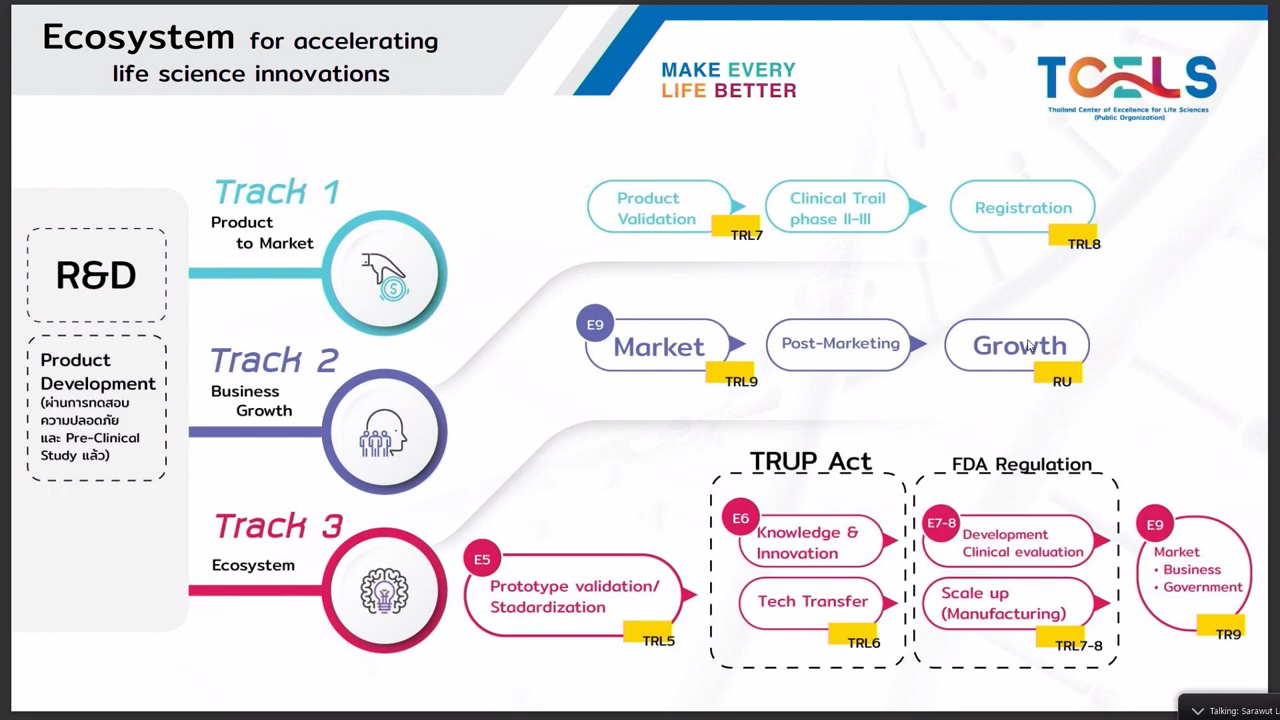 Ecosystem for accelerating
life science innovations
MAKE EVERY
LIFE BETTER
TCELS
Thailand Center of Excellence for Life Sciences
(Public Organization)
R&D
Product
Development
(ผ่านการทดสอบ
ความปลอดภัย
และ Pre-Clinical
Study แล้ว)
Track 1
Product
to Market
Product
Validation
TRL7
Clinical Trail
phase II-III
Registration
TRL8
Track 2
Business
Growth
E9
Market
TRL9
Post-Marketing
Growth
RU
Track 3
Ecosystem
E5
Prototype validation/
Stadardization
TRL5
TRUP Act
E6
Knowledge &
Innovation
Tech Transfer
TRL6
FDA Regulation
E7-8
Development
Clinical evaluation
Scale up
(Manufacturing)
TRL7-8
E9
Market
• Business
• Government
TR9
Talking: Sarawut L